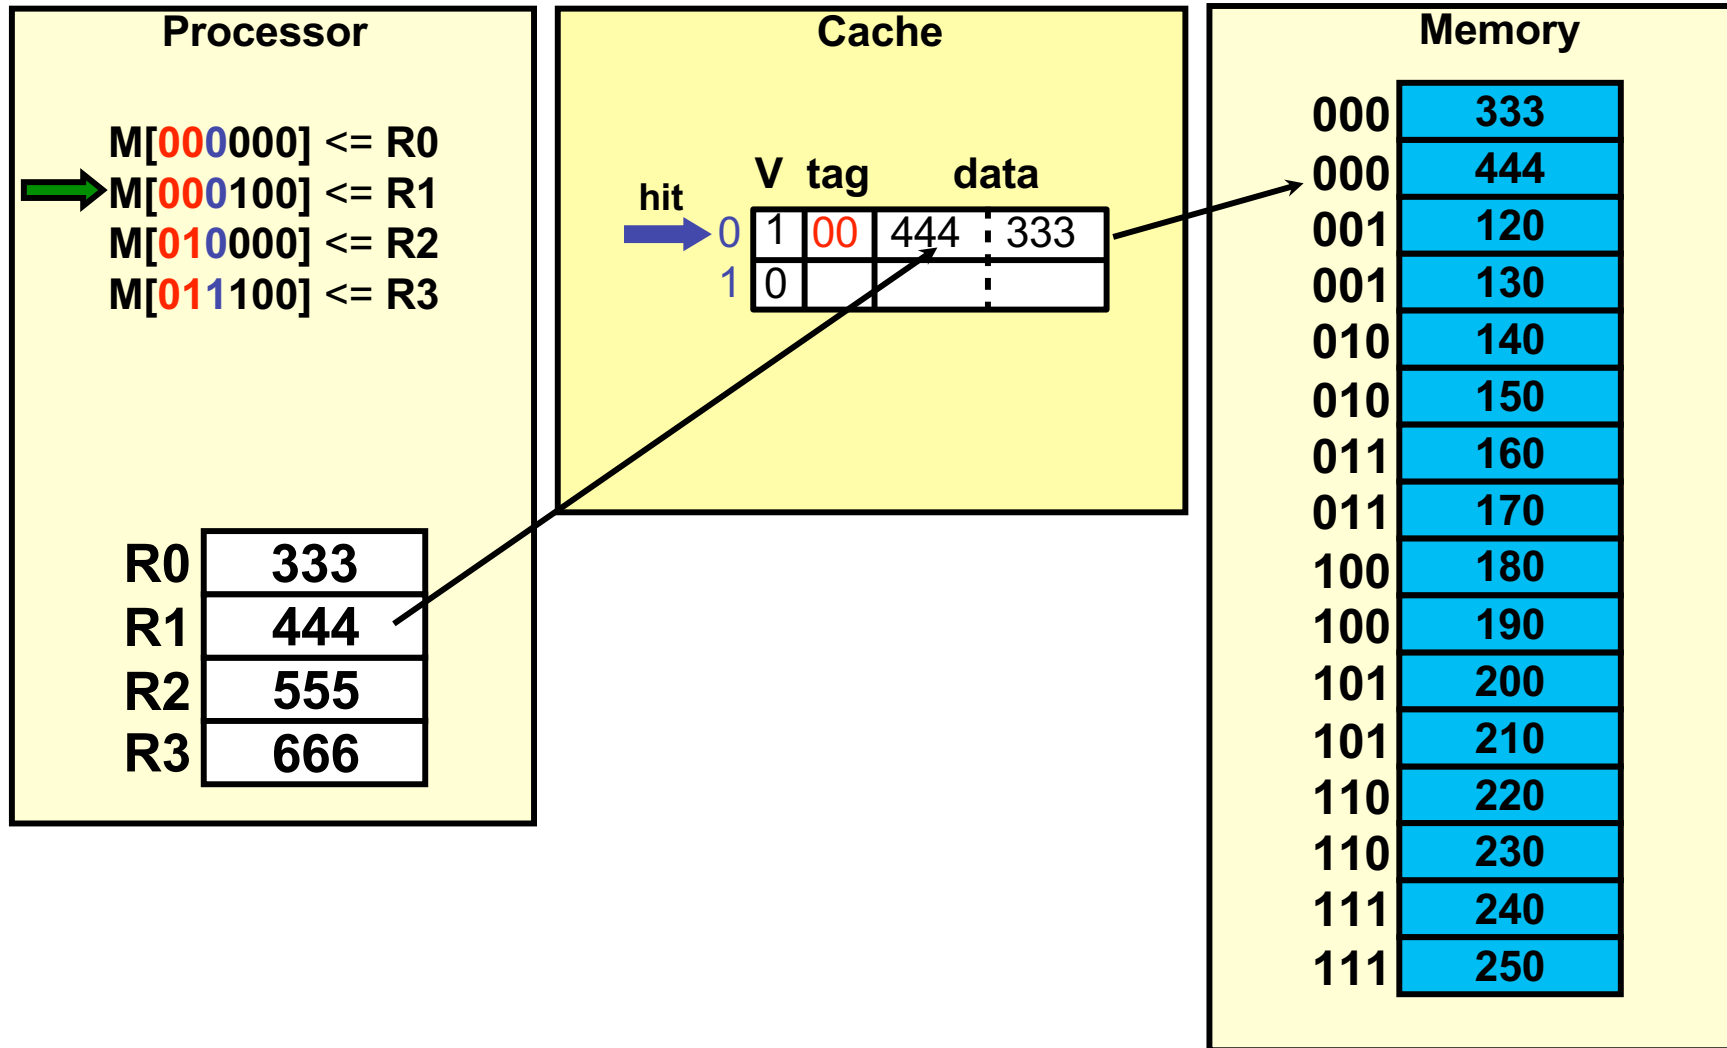 Processor
M[000000] <= R0
M[000100] <= R1
M[010000] <= R2
M[011100] <= R3
R0 333
R1 444
R2 555
R3 666
Cache
V tag data
hit
0 1 00 444 333
1 0
Memory
000 333
000 444
001 120
001 130
010 140
010 150
011 160
011 170
100 180
100 190
101 200
101 210
110 220
110 230
111 240
111 250